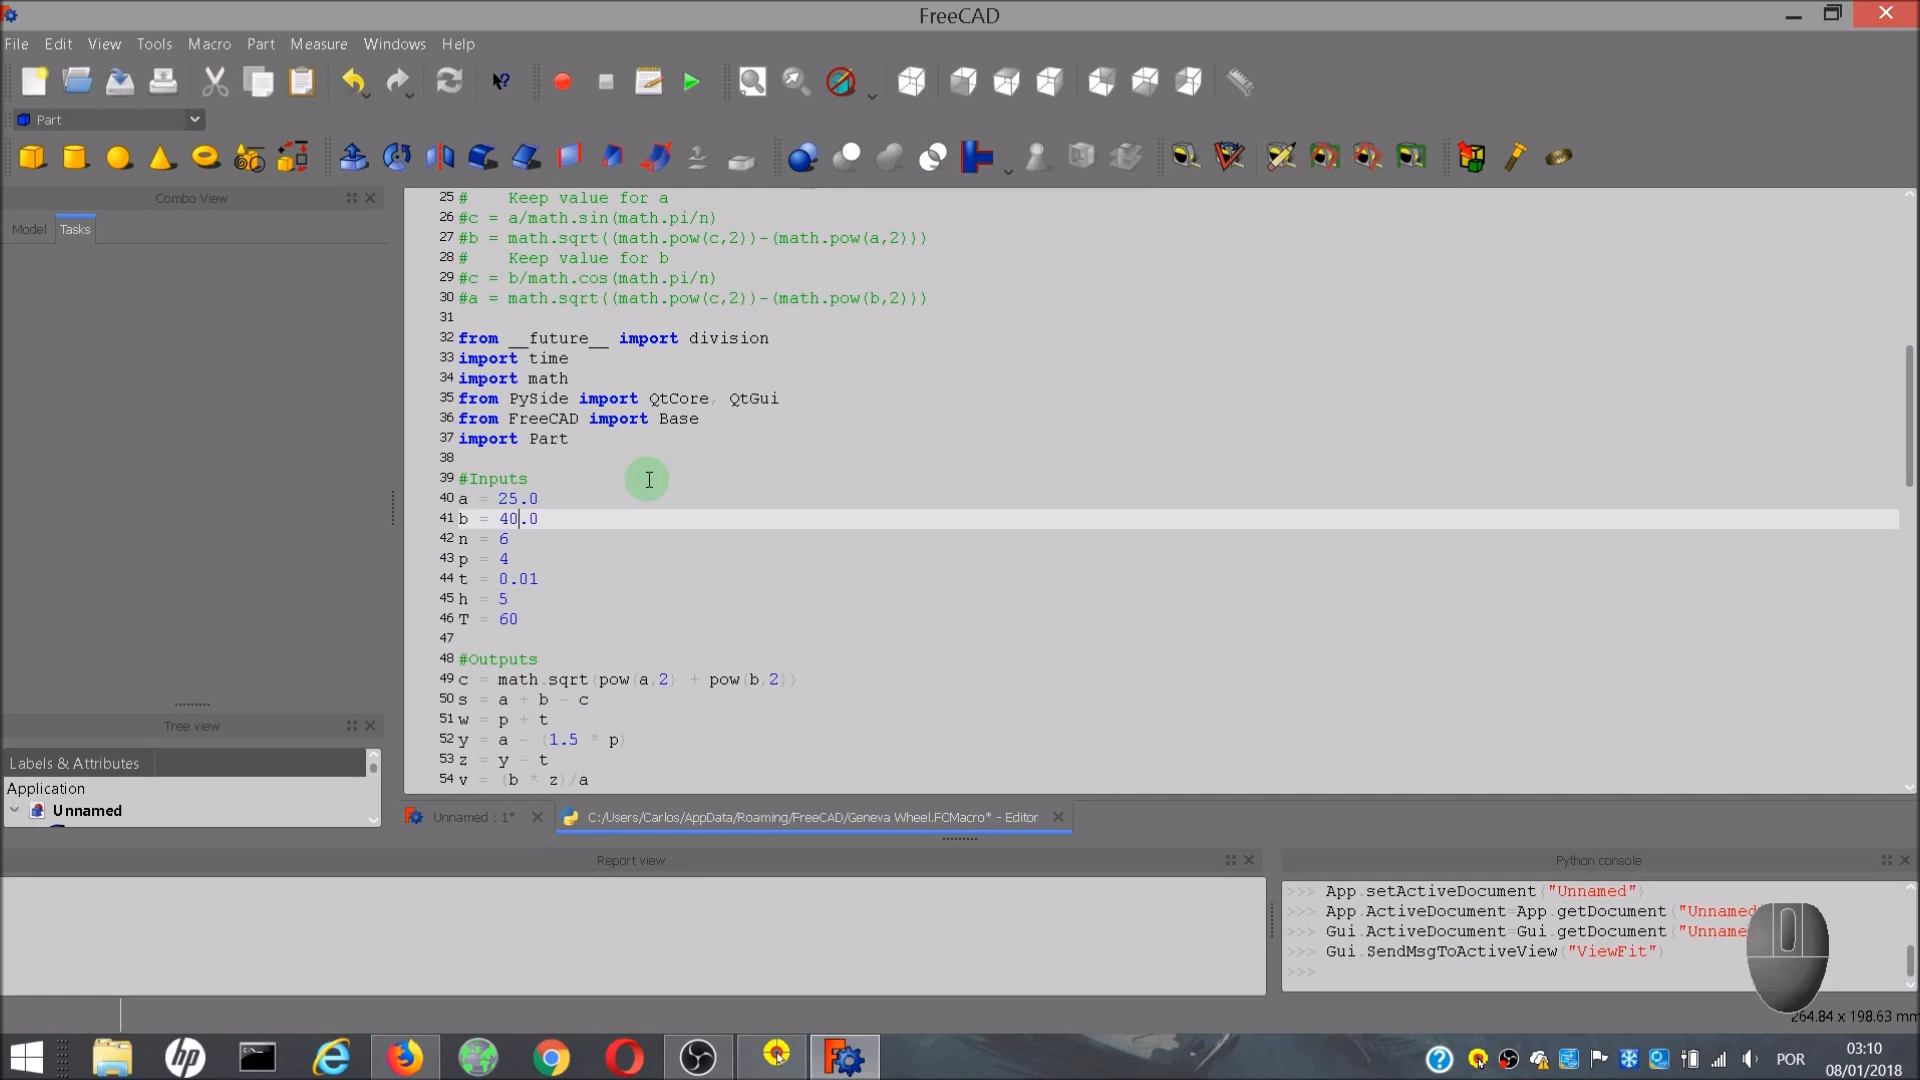 FreeCAD
File Edit View Tools Macro Part Measure Windows Help
Part
Combo View
Model Tasks
25 #    Keep value for a
26 #c = a/math.sin(math.pi/n)
27 #b = math.sqrt((math.pow(c,2))-(math.pow(a,2)))
28 #    Keep value for b
29 #c = b/math.cos(math.pi/n)
30 #a = math.sqrt((math.pow(c,2))-(math.pow(b,2)))
31
32 from __future__ import division
33 import time
34 import math
35 from PySide import QtCore, QtGui
36 from FreeCAD import Base
37 import Part
38
39 #Inputs
40 a = 25.0
41 b = 40.0
42 n = 6
43 p = 4
44 t = 0.01
45 h = 5
46 T = 60
47
48 #Outputs
49 c = math.sqrt(pow(a,2) + pow(b,2))
50 s = a + b - c
51 w = p + t
52 y = a - (1.5 * p)
53 z = y - t
54 v = (b * z)/a
Tree view
Labels & Attributes
Application
Unnamed
Unnamed : 1*
C:/Users/Carlos/AppData/Roaming/FreeCAD/Geneva Wheel.FCMacro* - Editor
Report view
Python console
>>> App.setActiveDocument("Unnamed")
>>> App.ActiveDocument=App.getDocument("Unnamed
>>> Gui.ActiveDocument=Gui.getDocument("Unname
>>> Gui.SendMsgToActiveView("ViewFit")
>>>
264.84 x 198.63 mm
hp
POR
03:10
08/01/2018